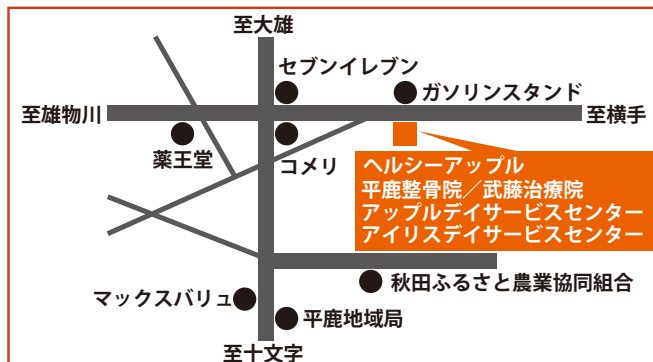 至大雄
セブンイレブン
ガソリンスタンド
至雄物川
至横手
薬王堂
コメリ
ヘルシーアップル
平鹿整骨院／武藤治療院
アップルデイサービスセンター
アイリスデイサービスセンター
秋田ふるさと農業協同組合
マックスバリュ
平鹿地域局
至十文字